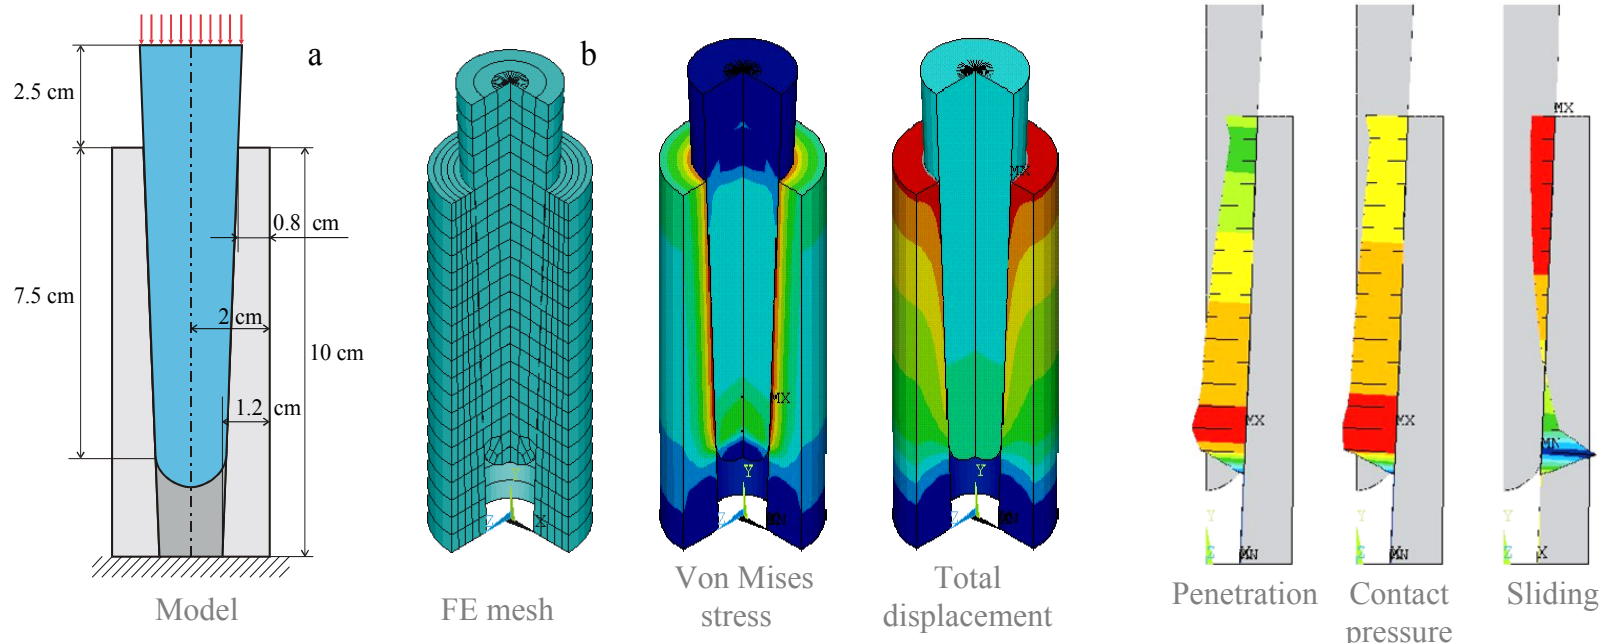 a
2.5 cm
7.5 cm
0.8 cm
2 cm
10 cm
1.2 cm
Model
b
Z
X
FE mesh
MX
Y
Z
MN
Von Mises
stress
MX
Y
Z
MN
Total
displacement
MX
Y
Z
MN
Penetration
MX
Y
Z
MN
Contact
pressure
MX
MN
Y
Z
X
Sliding